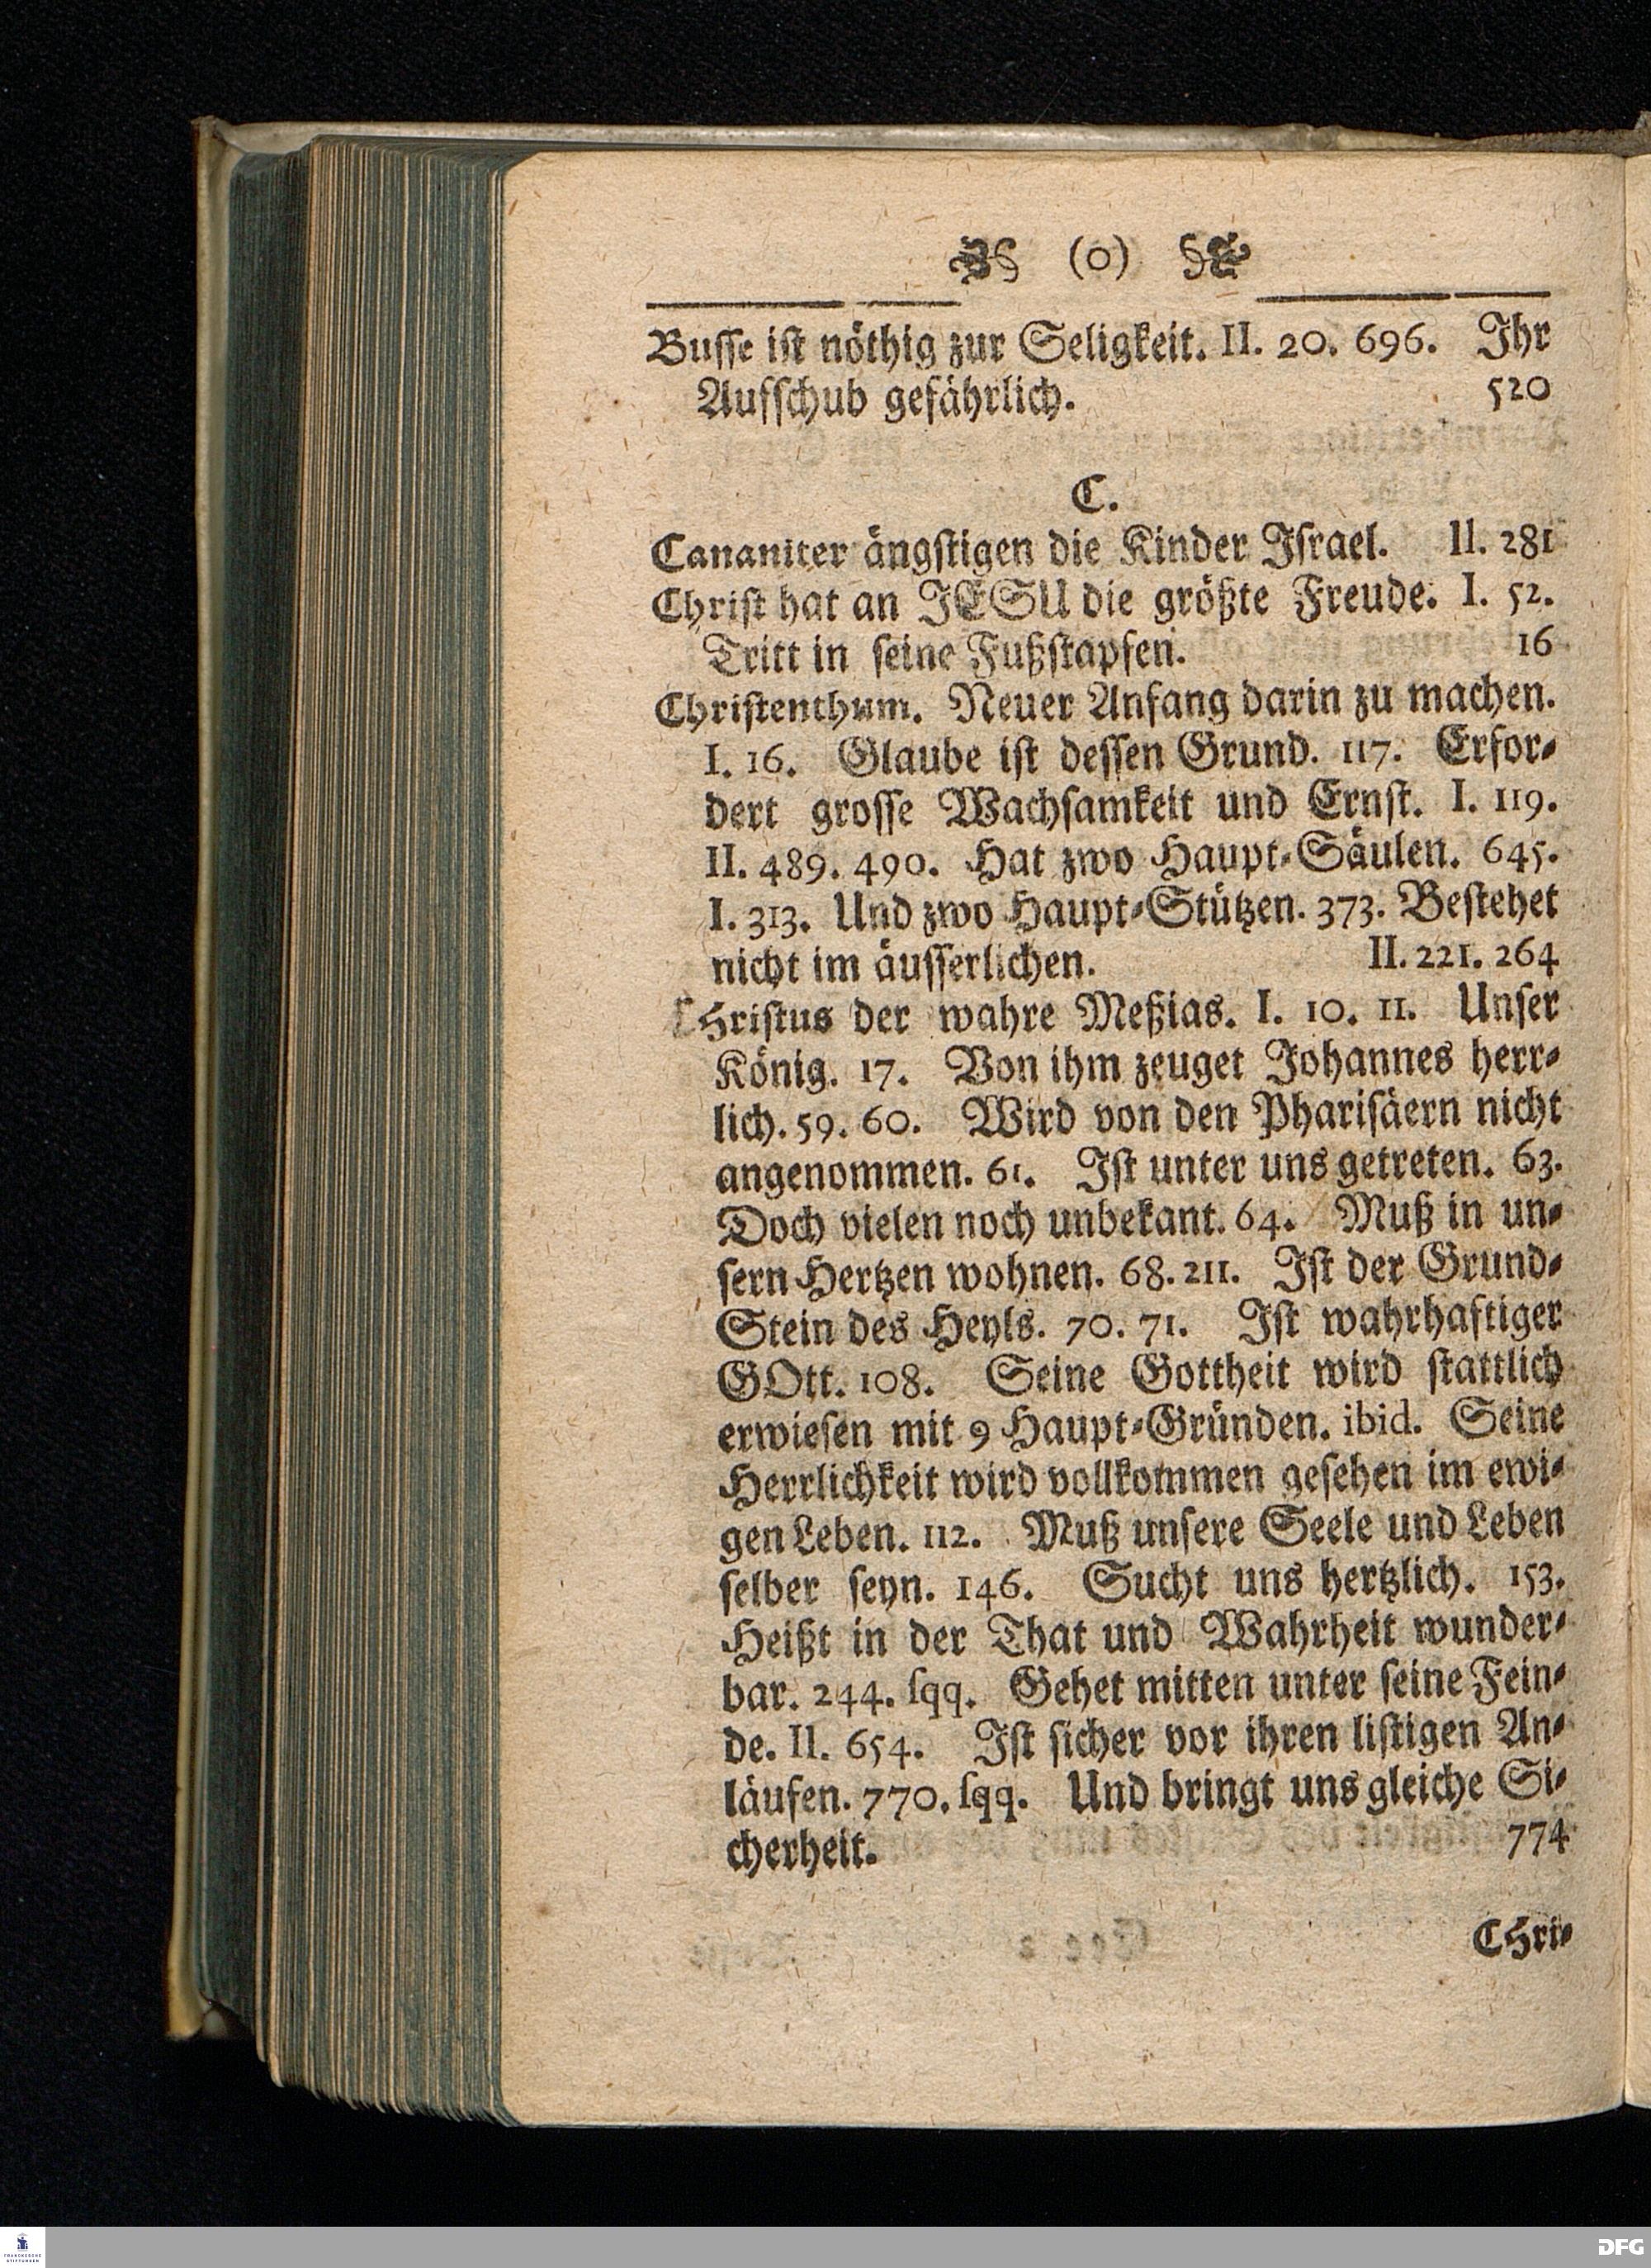 (o)
Busse ist nöthig zur Seligkeit. II. 20. 696. Ihr
Aufschub gefährlich. 520
C.
Cananiter ängstigen die Kinder Israel. II. 281
Christ hat an JESU die größte Freude. I. 52.
Tritt in seine Fußstapfen. 16
Christenthum. Neuer Anfang darin zu machen.
I. 16. Glaube ist dessen Grund. 117. Erfor-
dert grosse Wachsamkeit und Ernst. I. 119.
II. 489. 490. Hat zwo Haupt-Säulen. 645.
I. 313. Und zwo Haupt-Stützen. 373. Bestehet
nicht im äusserlichen. II. 221. 264
CHristus der wahre Meßias. I. 10. 11. Unser
König. 17. Von ihm zeuget Johannes herr-
lich. 59. 60. Wird von den Pharisäern nicht
angenommen. 61. Ist unter uns getreten. 63.
Doch vielen noch unbekant. 64. Muß in un-
sern Hertzen wohnen. 68. 211. Ist der Grund-
Stein des Heyls. 70. 71. Ist wahrhaftiger
GOtt. 108. Seine Gottheit wird stattlich
erwiesen mit 9 Haupt-Gründen. ibid. Seine
Herrlichkeit wird vollkommen gesehen im ewi-
gen Leben. 112. Muß unsere Seele und Leben
selber seyn. 146. Sucht uns hertzlich. 153.
Heißt in der That und Wahrheit wunder-
bar. 244. sqq. Gehet mitten unter seine Fein-
de. II. 654. Ist sicher vor ihren listigen An-
läufen. 770. sqq. Und bringt uns gleiche Si-
cherheit. 774
CHri-
FRANCKESCHE
STIFTUNGEN
DFG